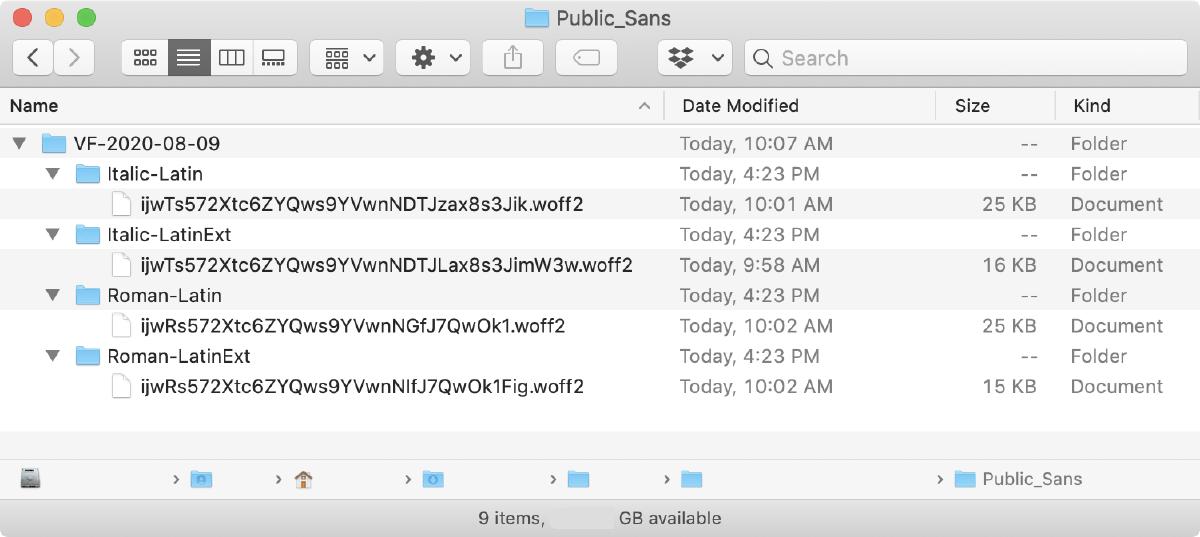 Public_Sans
Search
Name Date Modified Size Kind
VF-2020-08-09 Today, 10:07 AM -- Folder
Italic-Latin Today, 4:23 PM -- Folder
ijwTs572Xtc6ZYQws9YVwnNDTJzax8s3Jik.woff2 Today, 10:01 AM 25 KB Document
Italic-LatinExt Today, 4:23 PM -- Folder
ijwTs572Xtc6ZYQws9YVwnNDTJLax8s3JimW3w.woff2 Today, 9:58 AM 16 KB Document
Roman-Latin Today, 4:23 PM -- Folder
ijwRs572Xtc6ZYQws9YVwnNGfJ7QwOk1.woff2 Today, 10:02 AM 25 KB Document
Roman-LatinExt Today, 4:23 PM -- Folder
ijwRs572Xtc6ZYQws9YVwnNIfJ7QwOk1Fig.woff2 Today, 10:02 AM 15 KB Document
Public_Sans
9 items, GB available